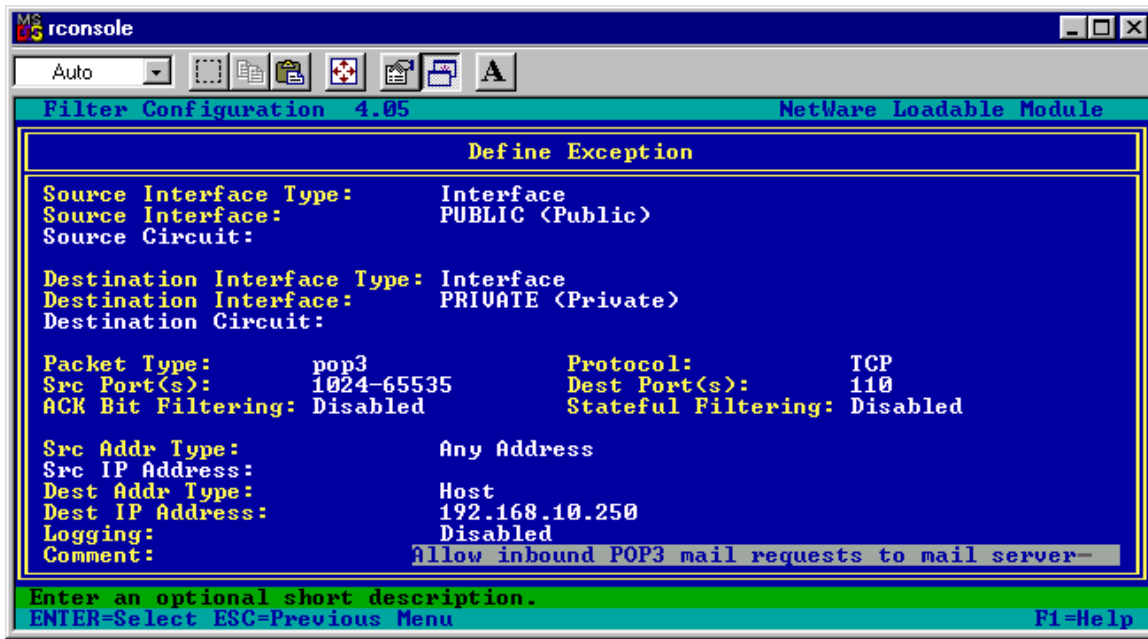 MS DOS rconsole
Auto A
Filter Configuration 4.05 NetWare Loadable Module
Define Exception
Source Interface Type: Interface
Source Interface: PUBLIC (Public)
Source Circuit:
Destination Interface Type: Interface
Destination Interface: PRIVATE (Private)
Destination Circuit:
Packet Type: pop3 Protocol: TCP
Src Port(s): 1024-65535 Dest Port(s): 110
ACK Bit Filtering: Disabled Stateful Filtering: Disabled
Src Addr Type: Any Address
Src IP Address:
Dest Addr Type: Host
Dest IP Address: 192.168.10.250
Logging: Disabled
Comment: Allow inbound POP3 mail requests to mail server
Enter an optional short description.
ENTER=Select ESC=Previous Menu F1=Help